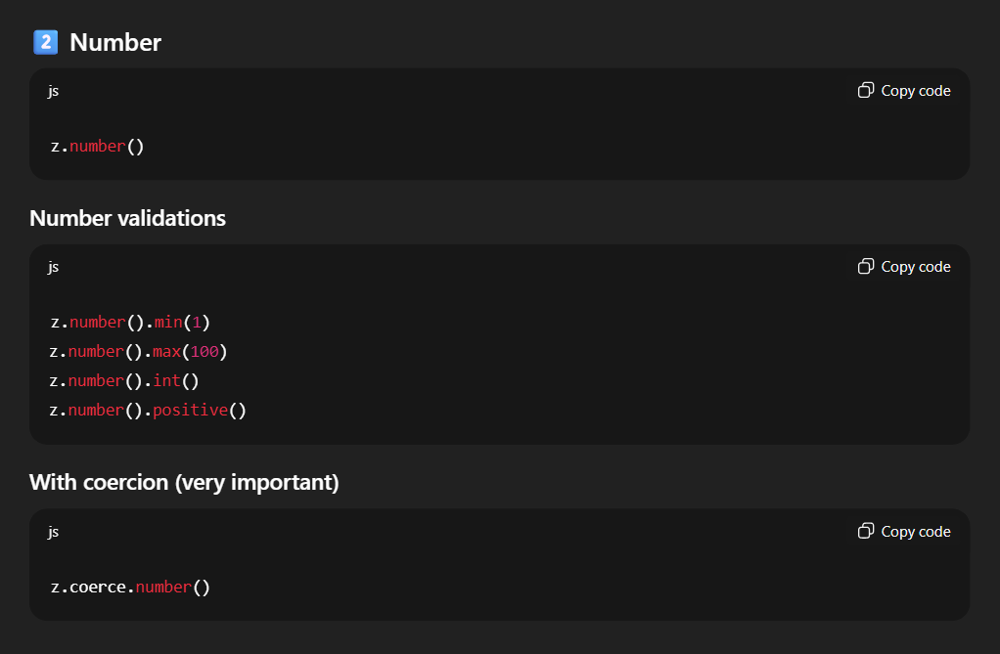 2 Number
js
Copy code
z.number()
Number validations
js
Copy code
z.number().min(1)
z.number().max(100)
z.number().int()
z.number().positive()
With coercion (very important)
js
Copy code
z.coerce.number()